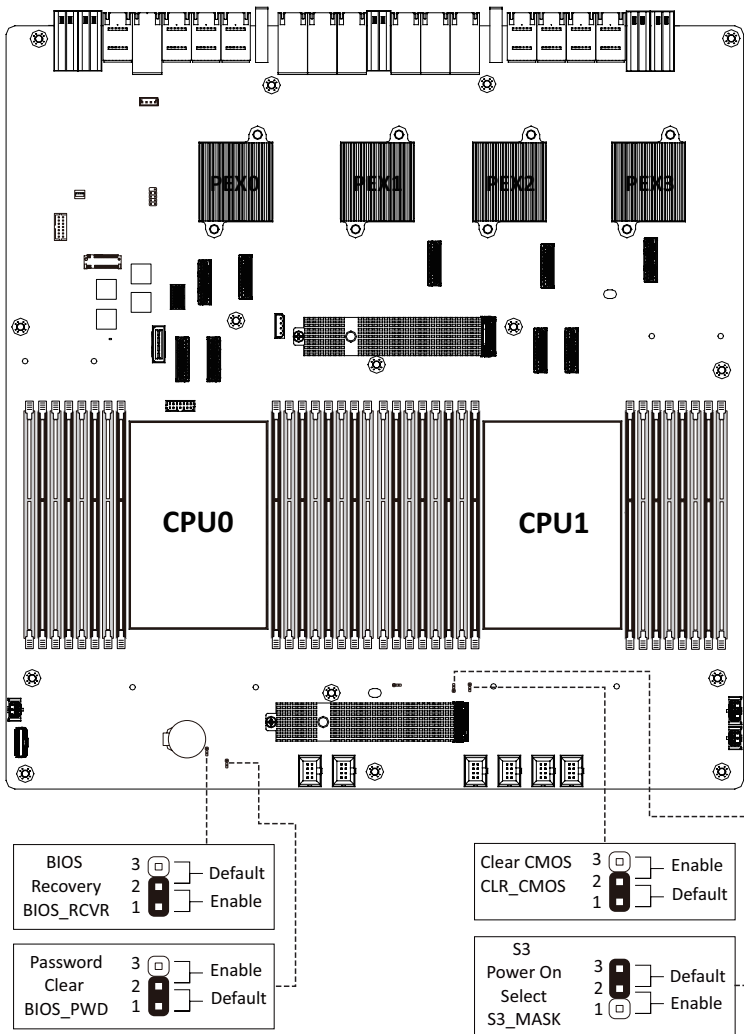 PEX0 PEX1 PEX2 PEX3
CPU0 CPU1
BIOS
Recovery
BIOS_RCVR
3
2
1
Default
Enable
Clear CMOS
CLR_CMOS
3
2
1
Enable
Default
Password
Clear
BIOS_PWD
3
2
1
Enable
Default
S3
Power On
Select
S3_MASK
3
2
1
Default
Enable